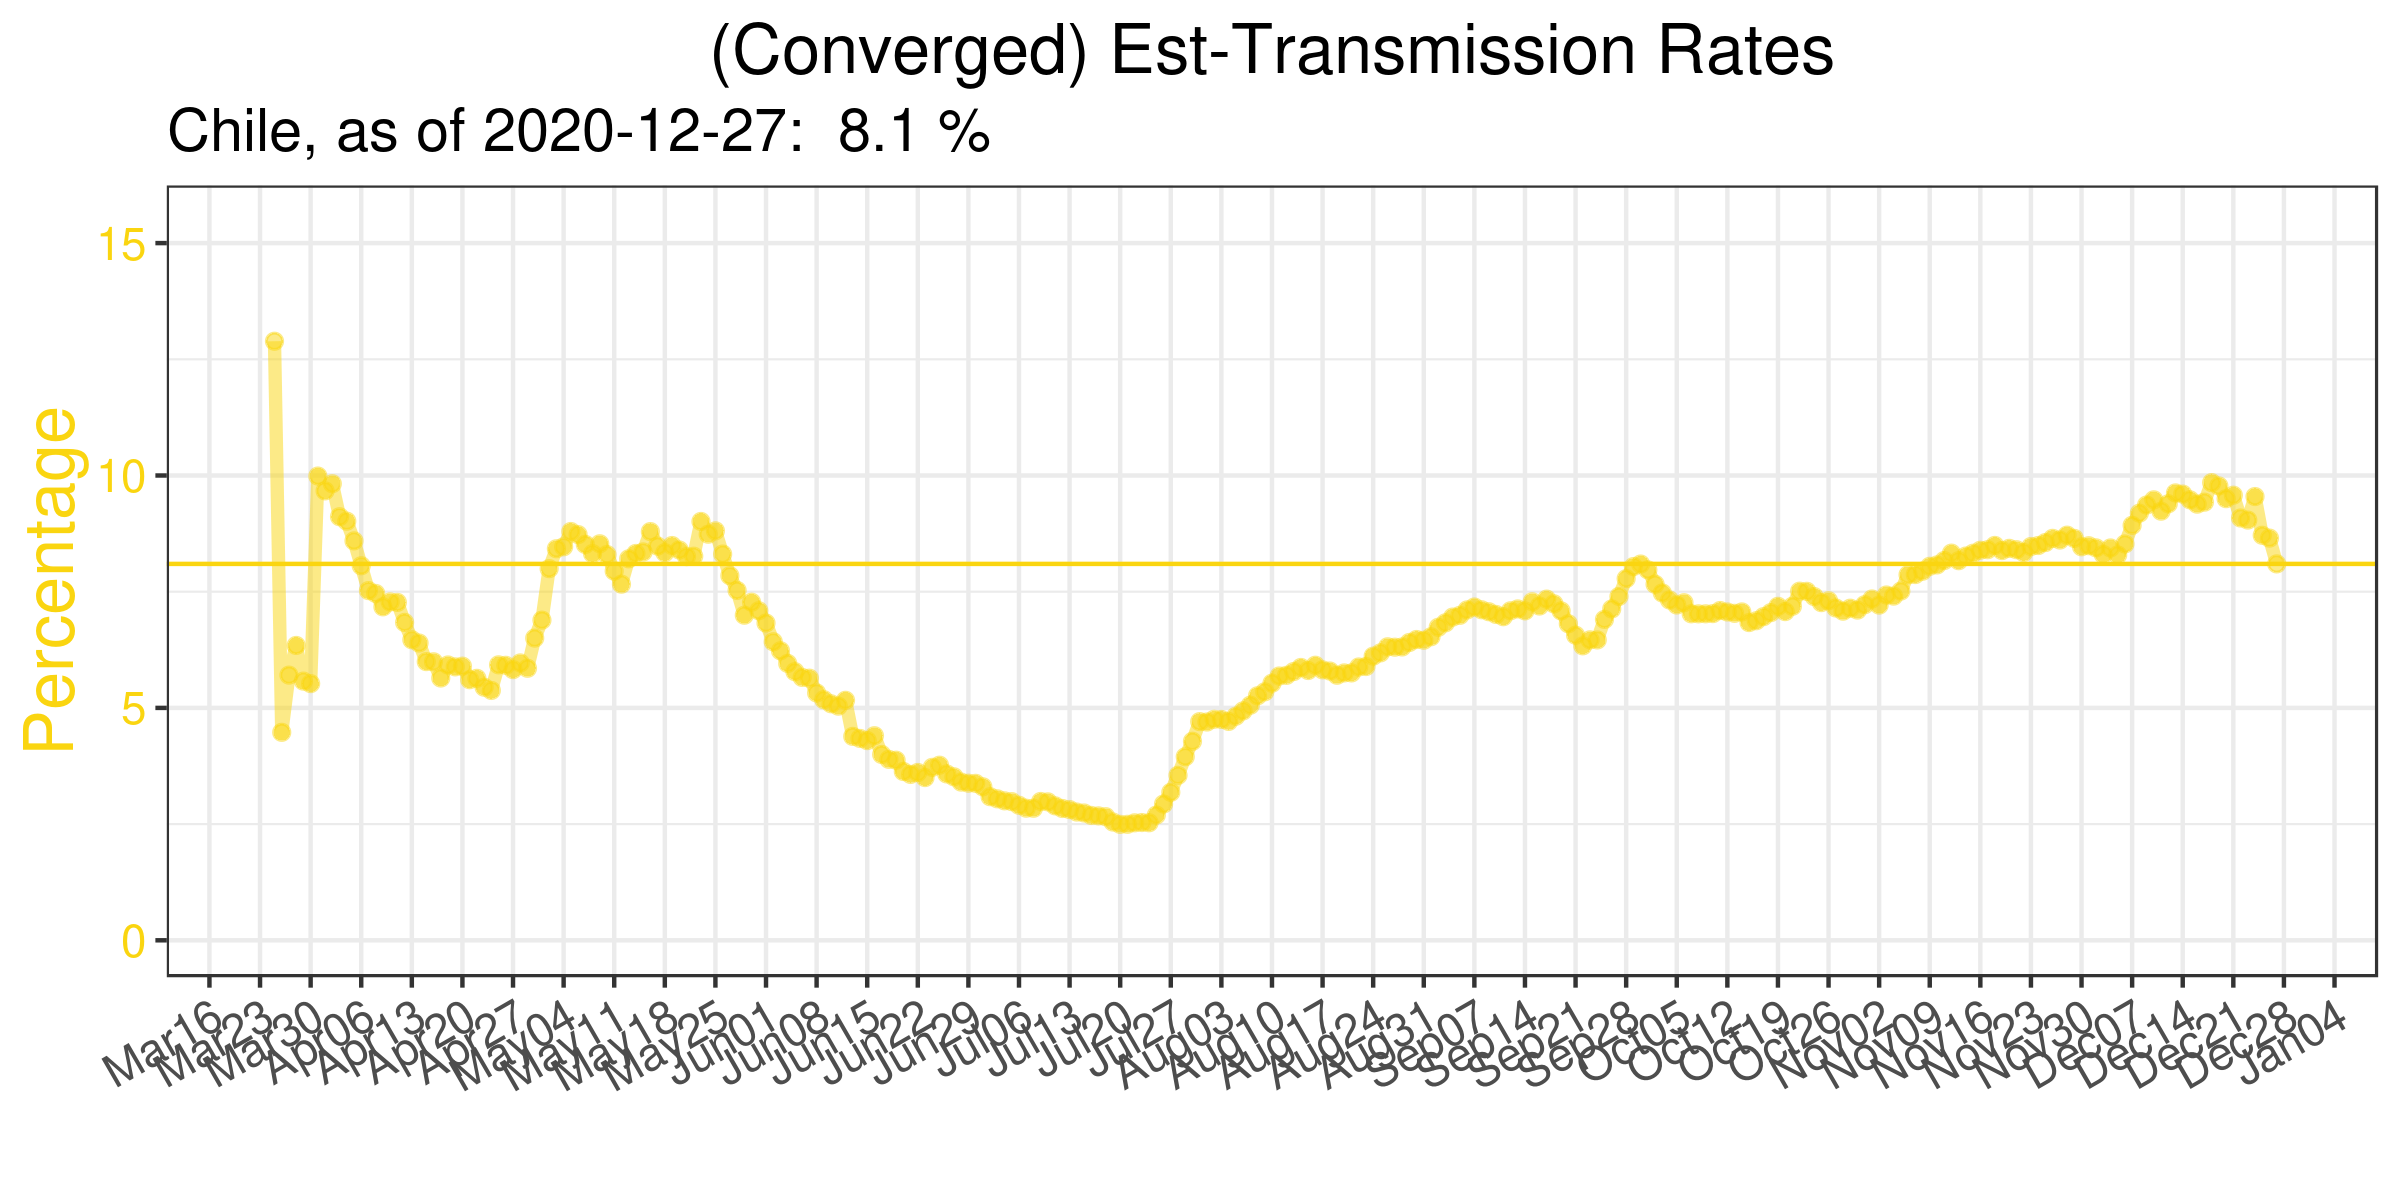 (Converged) Est-Transmission Rates
Chile, as of 2020-12-27:  8.1 %
Percentage
15
10
5
0
Mar16
Mar23
Mar30
Apr06
Apr13
Apr20
Apr27
May04
May11
May18
May25
Jun01
Jun08
Jun15
Jun22
Jun29
Jul06
Jul13
Jul20
Jul27
Aug03
Aug10
Aug17
Aug24
Aug31
Sep07
Sep14
Sep21
Sep28
Oct05
Oct12
Oct19
Oct26
Nov02
Nov09
Nov16
Nov23
Nov30
Dec07
Dec14
Dec21
Dec28
Jan04